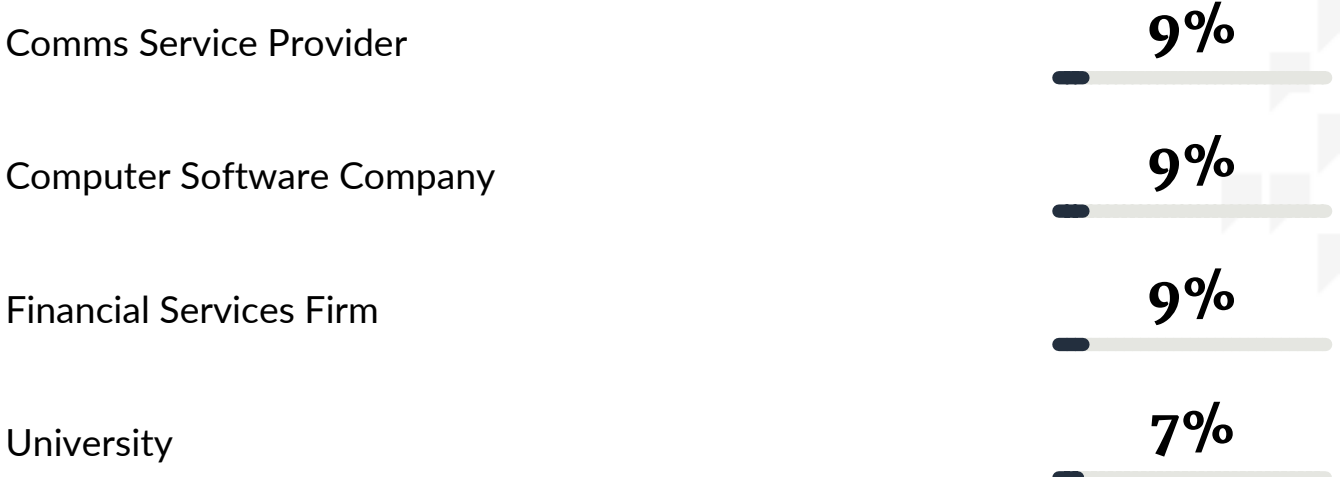 Comms Service Provider 9%
Computer Software Company 9%
Financial Services Firm 9%
University 7%